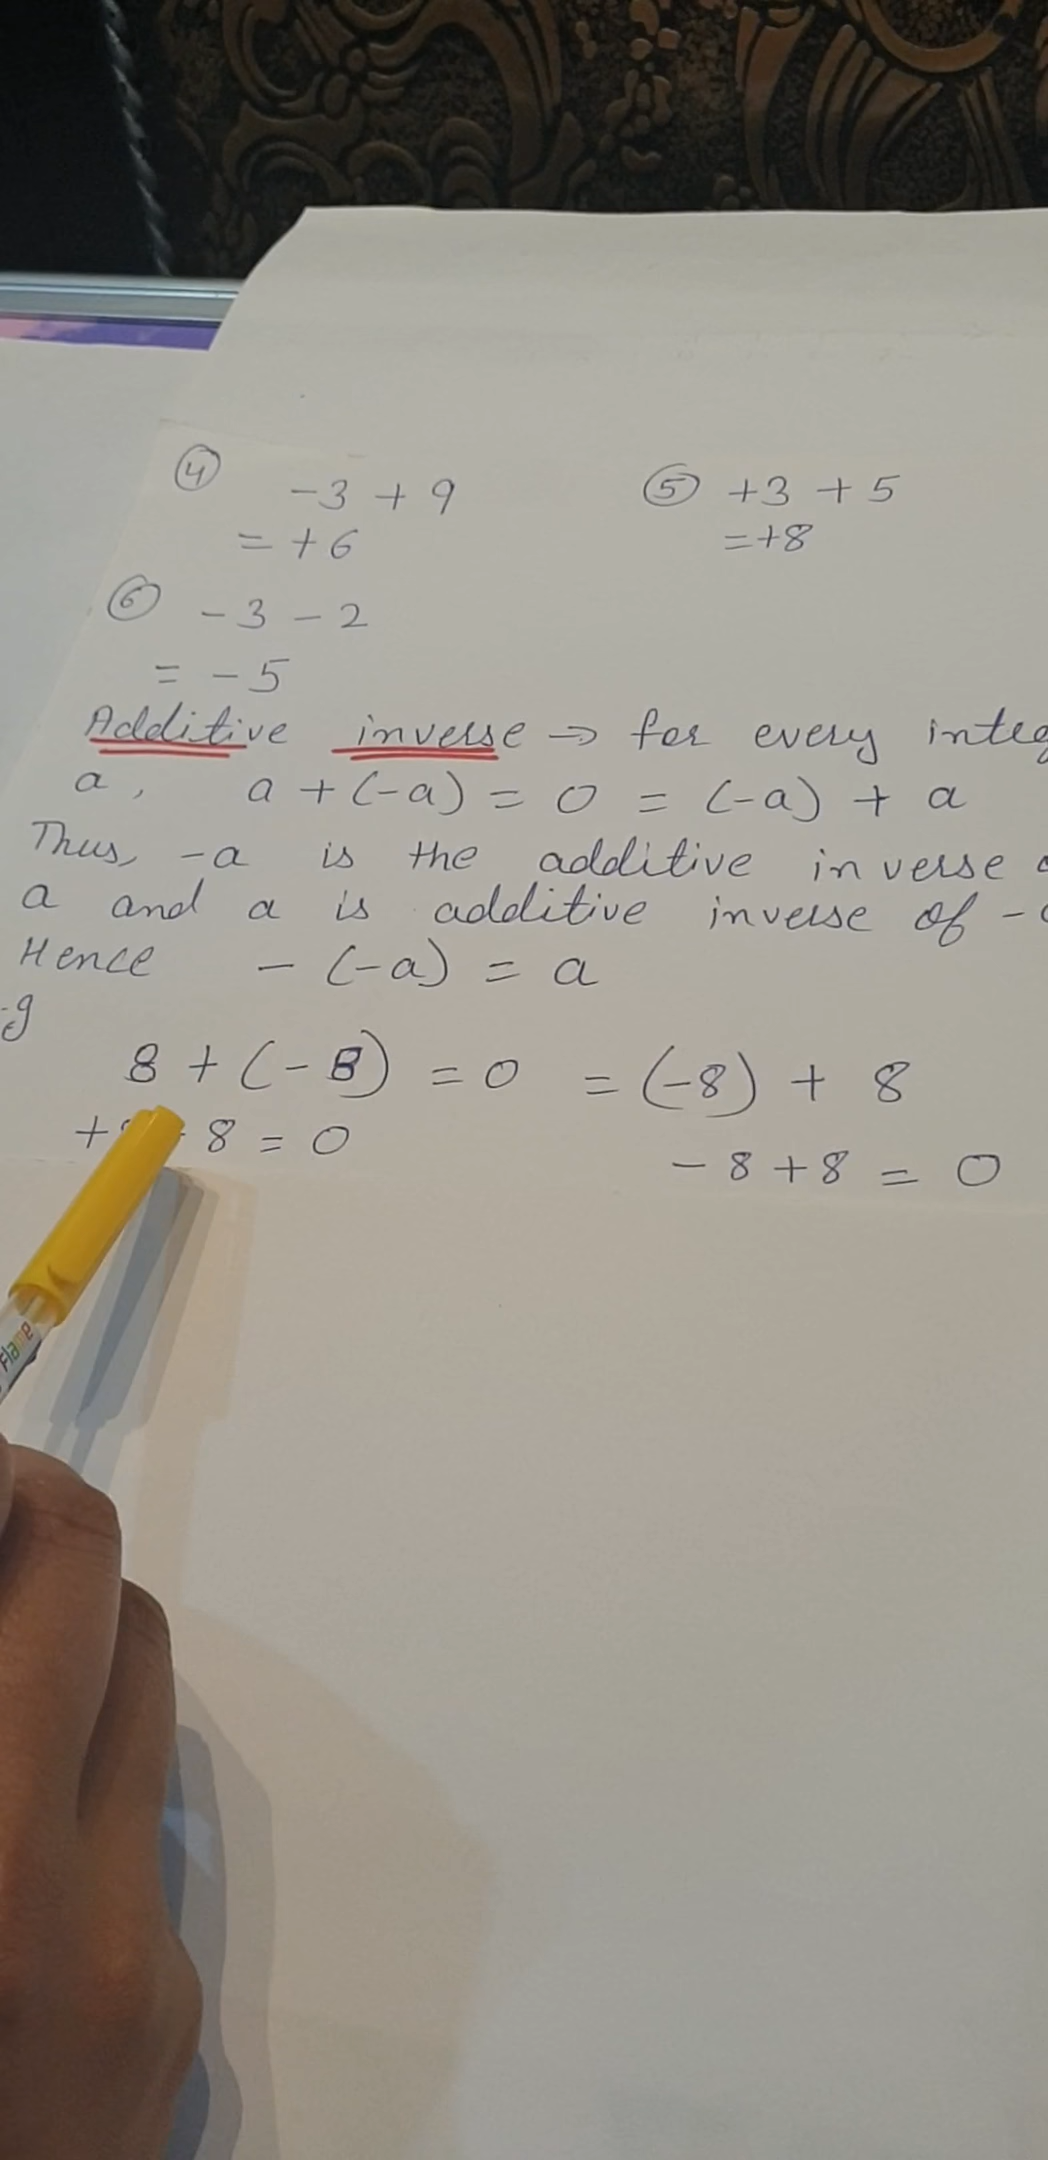 ④ -3 + 9
= +6
⑤ +3 + 5
= +8
⑥ -3 - 2
= -5
Additive inverse → for every
a, a + (-a) = 0 = (-a) + a
Thus, -a is the additive inverse
a and a is additive inverse of -
Hence - (-a) = a
8 + (-8) = 0 = (-8) + 8
+ 8 = 0
- 8 + 8 = 0
Flame